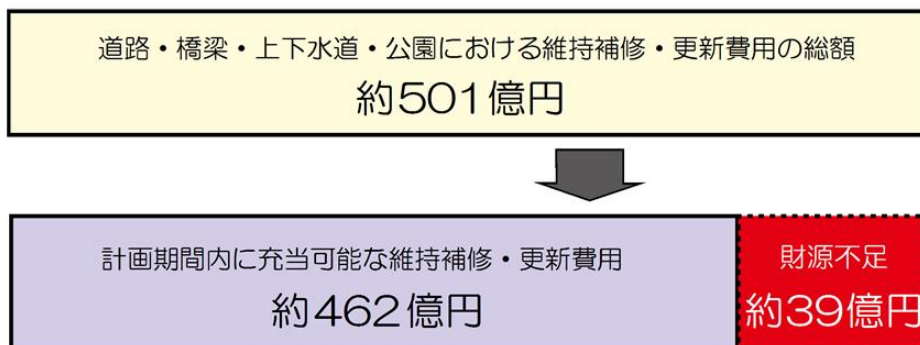 道路・橋梁・上下水道・公園における維持補修・更新費用の総額
約501億円
計画期間内に充当可能な維持補修・更新費用
約462億円
財源不足
約39億円